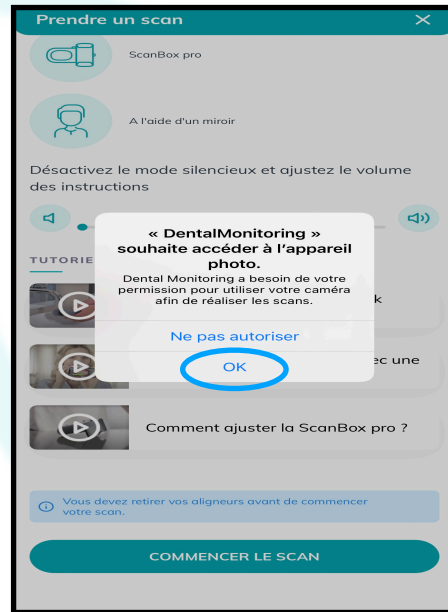 Prendre un scan
ScanBox pro
A l'aide d'un miroir
Désactivez le mode silencieux et ajustez le volume
des instructions
« DentalMonitoring »
souhaite accéder à l'appareil
photo.
Dental Monitoring a besoin de votre
permission pour utiliser votre caméra
afin de réaliser les scans.
Ne pas autoriser
OK
TUTORIE
k
ec une
Comment ajuster la ScanBox pro ?
Vous devez retirer vos aligneurs avant de commencer
votre scan.
COMMENCER LE SCAN